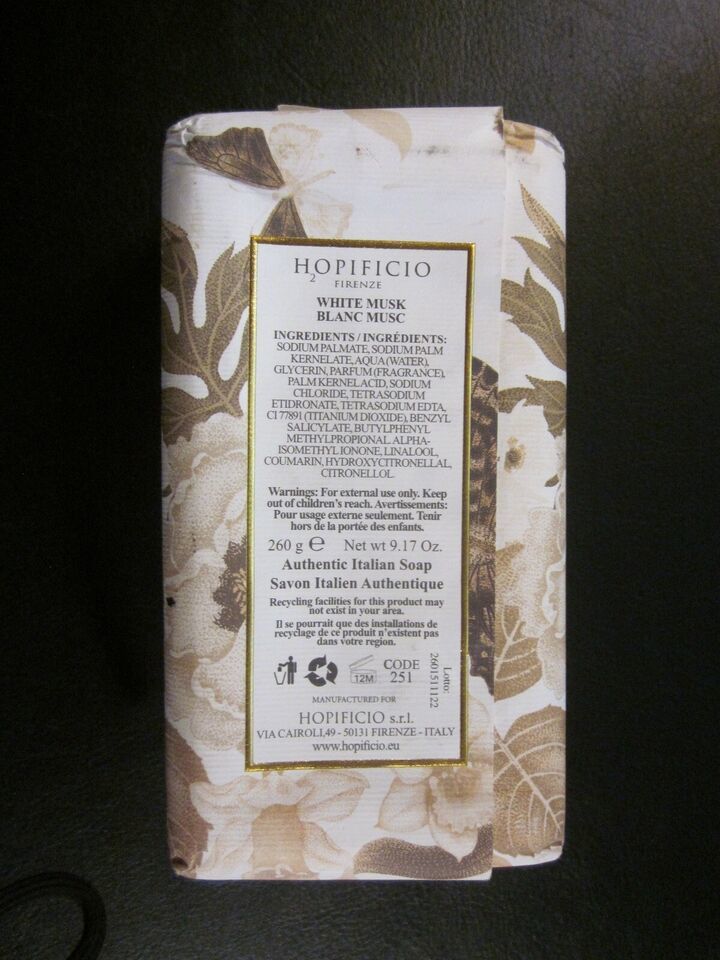 H2OPIFICIO
FIRENZE
WHITE MUSK
BLANC MUSC
INGREDIENTS / INGRÉDIENTS:
SODIUM PALMATE, SODIUM PALM
KERNELATE, AQUA (WATER),
GLYCERIN, PARFUM (FRAGRANCE),
PALM KERNEL ACID, SODIUM
CHLORIDE, TETRASODIUM
ETIDRONATE, TETRASODIUM EDTA,
CI 77891 (TITANIUM DIOXIDE), BENZYL
SALICYLATE, BUTYLPHENYL
METHYLPROPIONAL. ALPHA-
ISOMETHYL IONONE, LINALOOL,
COUMARIN, HYDROXYCITRONELLAL,
CITRONELLOL.
Warnings: For external use only. Keep
out of children's reach. Avertissements:
Pour usage externe seulement. Tenir
hors de la portée des enfants.
260 g e Net wt 9.17 Oz.
Authentic Italian Soap
Savon Italien Authentique
Recycling facilities for this product may
not exist in your area.
Il se pourrait que des installations de
recyclage de ce produit n'existent pas
dans votre region.
12M
CODE
251
Lotto:
2601511122
MANUFACTURED FOR
HOPIFICIO s.r.l.
VIA CAIROLI,49 - 50131 FIRENZE - ITALY
www.hopificio.eu